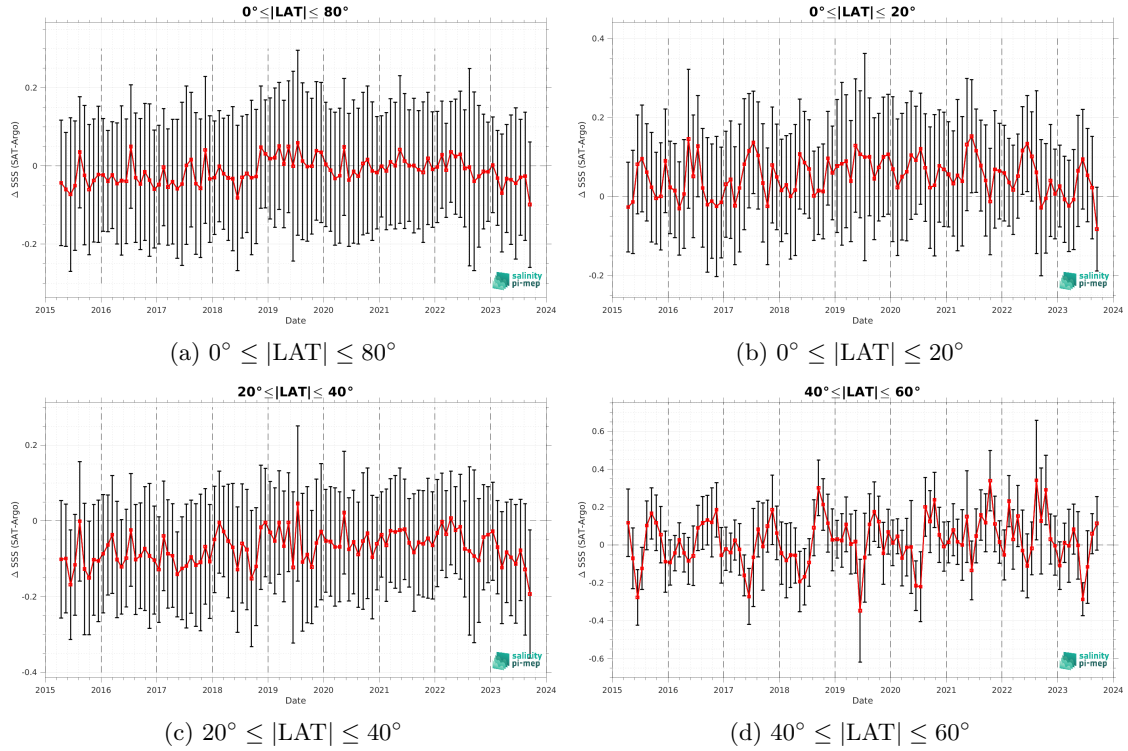 0°≤|LAT|≤ 80°
Δ SSS (SAT-Argo)
0.2
0
-0.2
salinity
pi-mep
2015 2016 2017 2018 2019 2020 2021 2022 2023 2024
Date
(a) 0° ≤ |LAT| ≤ 80°
0°≤|LAT|≤ 20°
Δ SSS (SAT-Argo)
0.4
0.2
0
-0.2
salinity
pi-mep
2015 2016 2017 2018 2019 2020 2021 2022 2023 2024
Date
(b) 0° ≤ |LAT| ≤ 20°
20°≤|LAT|≤ 40°
Δ SSS (SAT-Argo)
0.2
0
-0.2
-0.4
salinity
pi-mep
2015 2016 2017 2018 2019 2020 2021 2022 2023 2024
Date
(c) 20° ≤ |LAT| ≤ 40°
40°≤|LAT|≤ 60°
Δ SSS (SAT-Argo)
0.6
0.4
0.2
0
-0.2
-0.4
-0.6
salinity
pi-mep
2015 2016 2017 2018 2019 2020 2021 2022 2023 2024
Date
(d) 40° ≤ |LAT| ≤ 60°